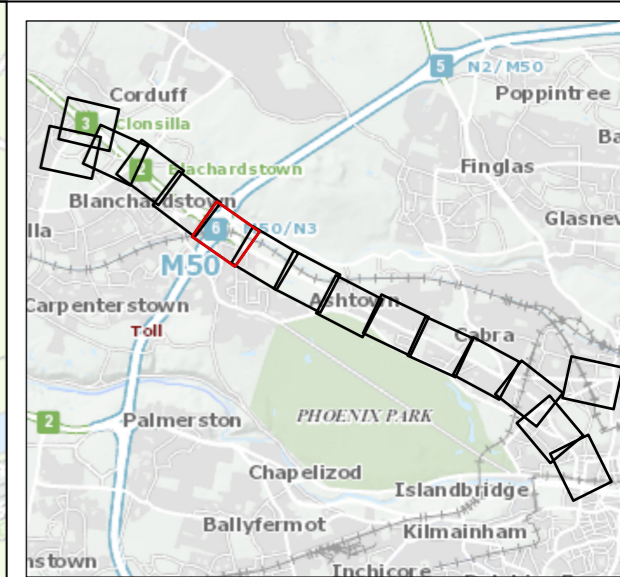 5
N2/M50
Corduff
Poppintree
3
Clonsilla
Ba
Finglas
2
Blachardstown
Blanchardstown
Glasnev
lla
6
M50/N3
M50
Carpenterstown
Ashtown
Toll
Cabra
2
Palmerston
PHOENIX PARK
Chapelizod
Islandbridge
Ballyfermot
Kilmainham
nstown
Inchicore